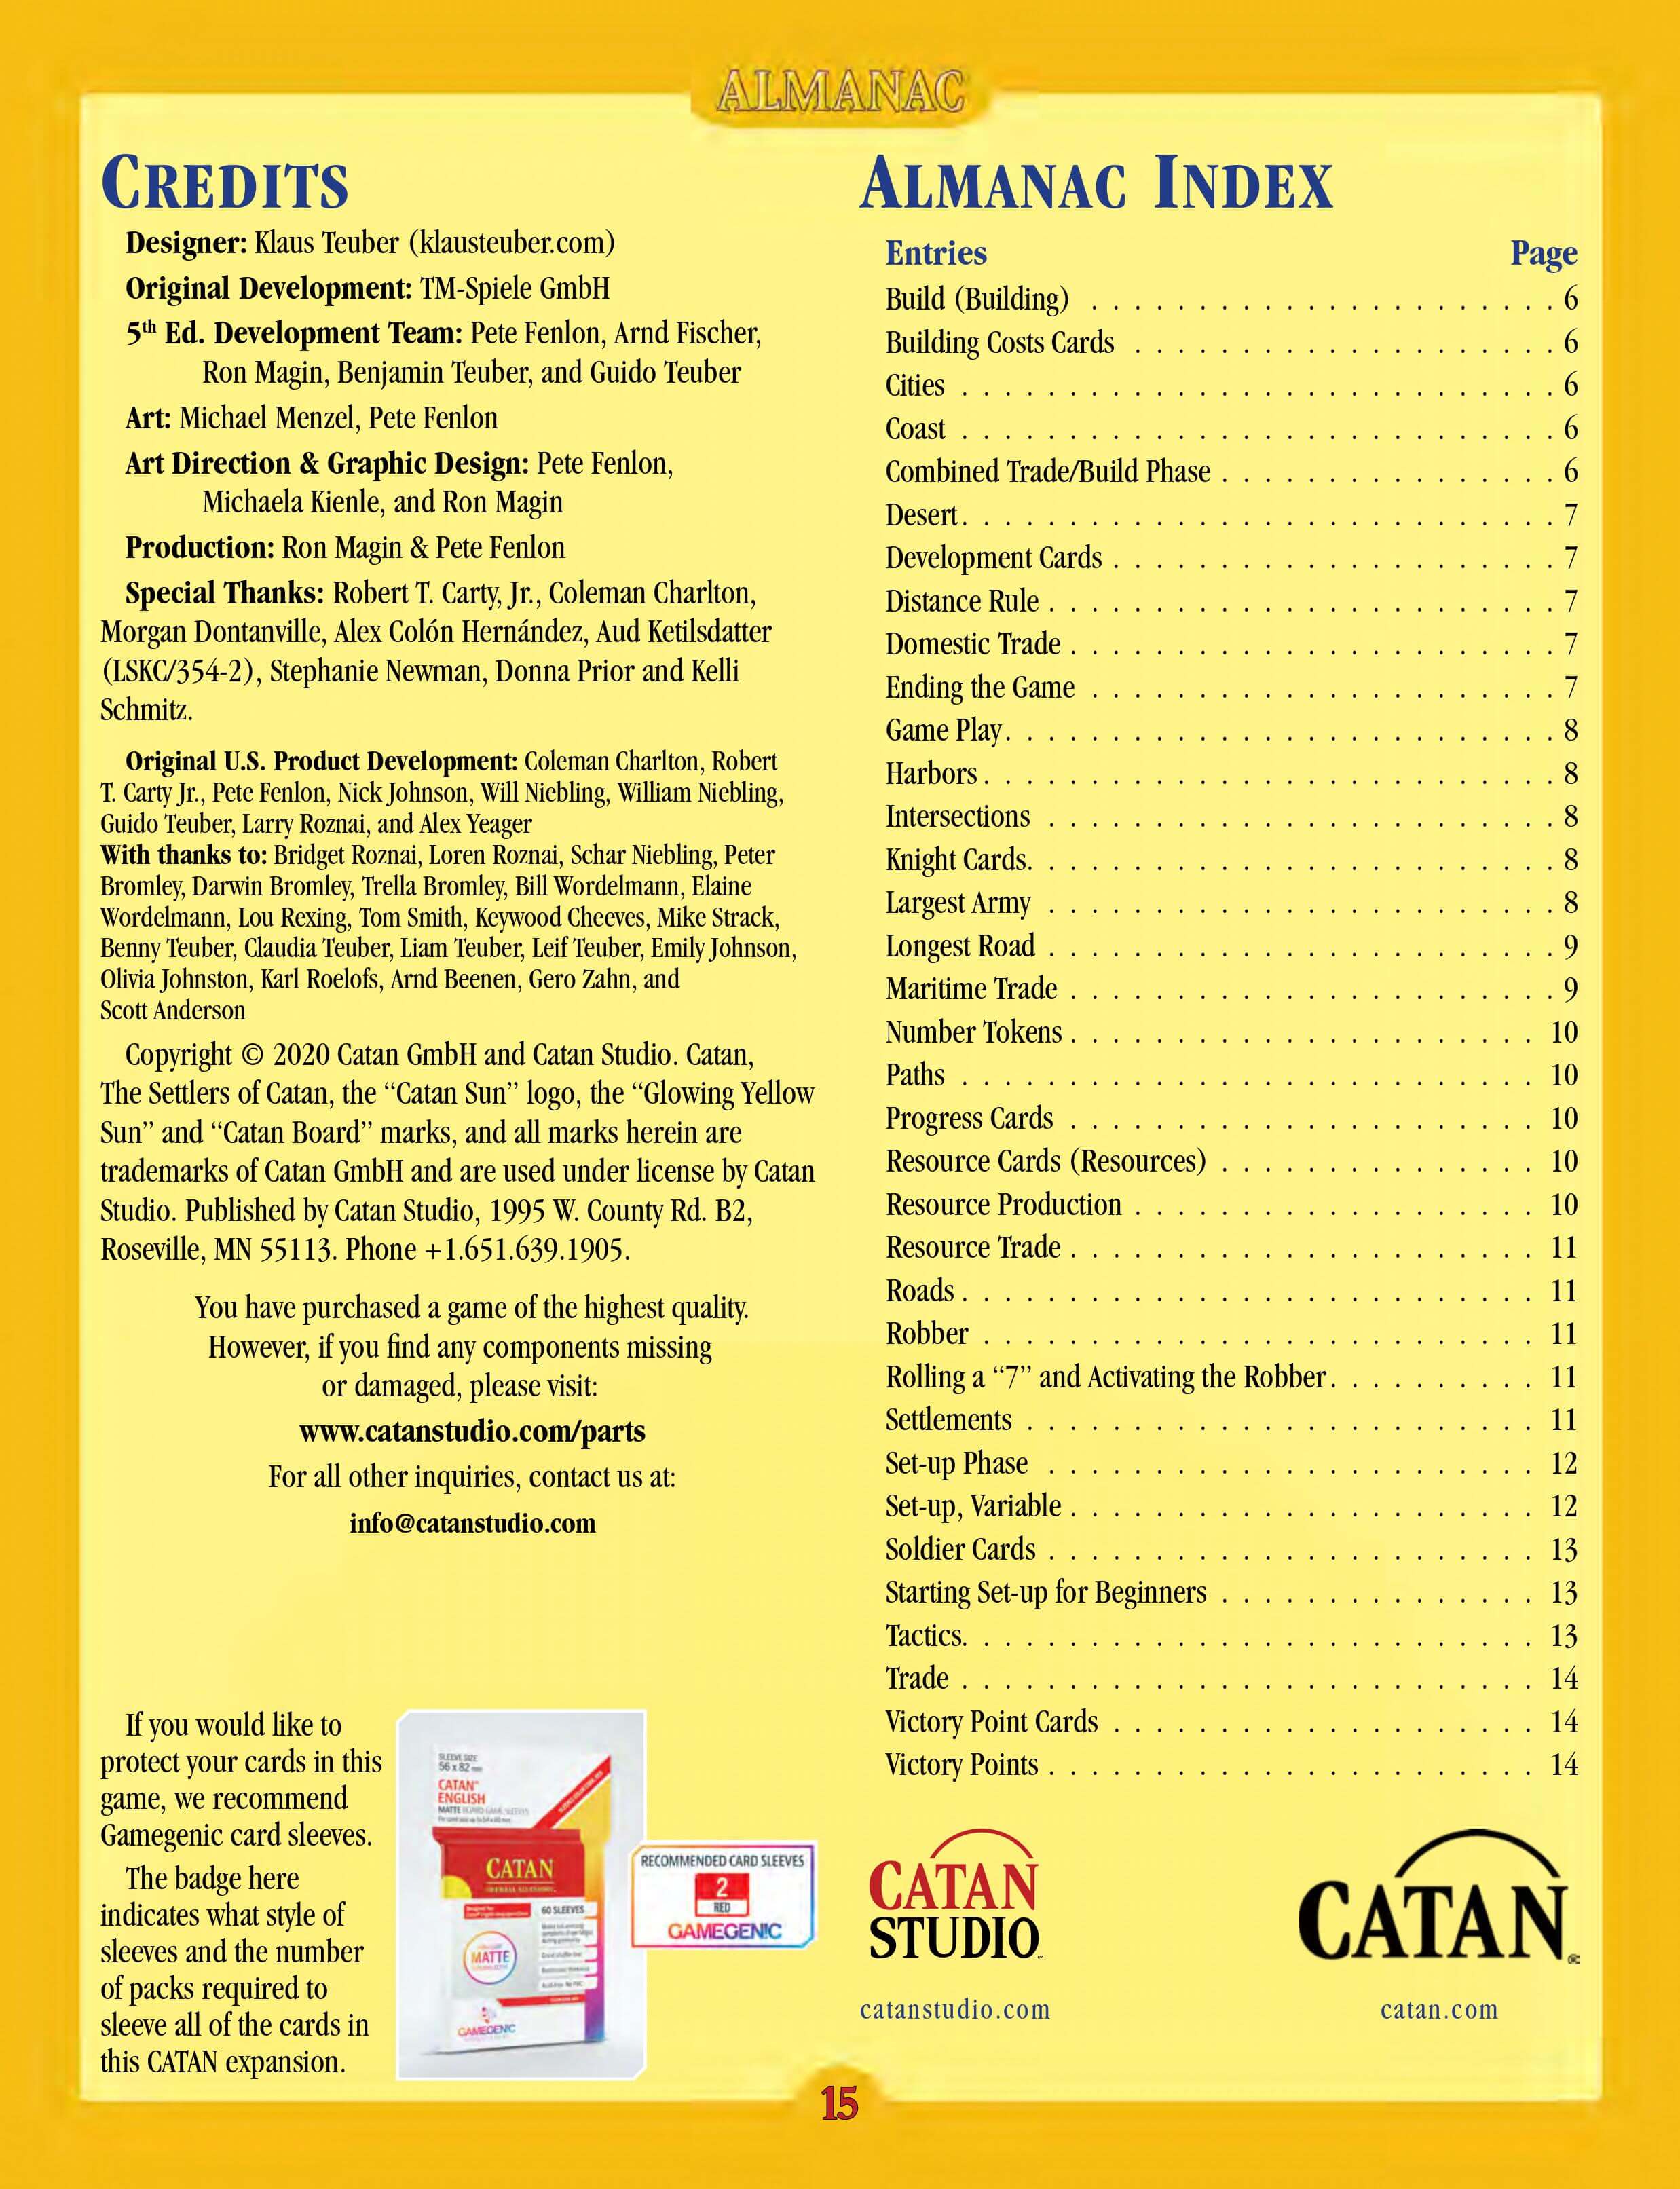 ALMANAC
CREDITS
Designer: Klaus Teuber (klausteuber.com)
Original Development: TM-Spiele GmbH
5th Ed. Development Team: Pete Fenlon, Arnd Fischer,
Ron Magin, Benjamin Teuber, and Guido Teuber
Art: Michael Menzel, Pete Fenlon
Art Direction & Graphic Design: Pete Fenlon,
Michaela Kienle, and Ron Magin
Production: Ron Magin & Pete Fenlon
Special Thanks: Robert T. Carty, Jr., Coleman Charlton,
Morgan Dontanville, Alex Colón Hernández, Aud Ketilsdatter
(LSKC/354-2), Stephanie Newman, Donna Prior and Kelli
Schmitz.
Original U.S. Product Development: Coleman Charlton, Robert
T. Carty Jr., Pete Fenlon, Nick Johnson, Will Niebling, William Niebling,
Guido Teuber, Larry Roznai, and Alex Yeager
With thanks to: Bridget Roznai, Loren Roznai, Schar Niebling, Peter
Bromley, Darwin Bromley, Trella Bromley, Bill Wordelmann, Elaine
Wordelmann, Lou Rexing, Tom Smith, Keywood Cheeves, Mike Strack,
Benny Teuber, Claudia Teuber, Liam Teuber, Leif Teuber, Emily Johnson,
Olivia Johnston, Karl Roelofs, Arnd Beenen, Gero Zahn, and
Scott Anderson
Copyright © 2020 Catan GmbH and Catan Studio. Catan,
The Settlers of Catan, the “Catan Sun” logo, the “Glowing Yellow
Sun” and “Catan Board” marks, and all marks herein are
trademarks of Catan GmbH and are used under license by Catan
Studio. Published by Catan Studio, 1995 W. County Rd. B2,
Roseville, MN 55113. Phone +1.651.639.1905.
You have purchased a game of the highest quality.
However, if you find any components missing
or damaged, please visit:
www.catanstudio.com/parts
For all other inquiries, contact us at:
info@catanstudio.com
If you would like to
protect your cards in this
game, we recommend
Gamegenic card sleeves.
The badge here
indicates what style of
sleeves and the number
of packs required to
sleeve all of the cards in
this CATAN expansion.
SLEEVE SIZE
56 x 82 mm
CATAN
ENGLISH
MATTE BOARD GAME SLEEVES
CATAN
60 SLEEVES
MATTE
GAMEGENIC
RECOMMENDED CARD SLEEVES
2
RED
GAMEGENIC
ALMANAC INDEX
Entries Page
Build (Building) . . . . . . . . . . . . . . . . . . . . . . 6
Building Costs Cards . . . . . . . . . . . . . . . . . . . . 6
Cities . . . . . . . . . . . . . . . . . . . . . . . . . . . . 6
Coast . . . . . . . . . . . . . . . . . . . . . . . . . . . . 6
Combined Trade/Build Phase . . . . . . . . . . . . . . . . 6
Desert . . . . . . . . . . . . . . . . . . . . . . . . . . . . 7
Development Cards . . . . . . . . . . . . . . . . . . . . . 7
Distance Rule . . . . . . . . . . . . . . . . . . . . . . . . 7
Domestic Trade . . . . . . . . . . . . . . . . . . . . . . . 7
Ending the Game . . . . . . . . . . . . . . . . . . . . . . 7
Game Play . . . . . . . . . . . . . . . . . . . . . . . . . . 8
Harbors . . . . . . . . . . . . . . . . . . . . . . . . . . . 8
Intersections . . . . . . . . . . . . . . . . . . . . . . . . 8
Knight Cards . . . . . . . . . . . . . . . . . . . . . . . . . 8
Largest Army . . . . . . . . . . . . . . . . . . . . . . . . 8
Longest Road . . . . . . . . . . . . . . . . . . . . . . . . 9
Maritime Trade . . . . . . . . . . . . . . . . . . . . . . . 9
Number Tokens . . . . . . . . . . . . . . . . . . . . . . 10
Paths . . . . . . . . . . . . . . . . . . . . . . . . . . . 10
Progress Cards . . . . . . . . . . . . . . . . . . . . . . 10
Resource Cards (Resources) . . . . . . . . . . . . . . . 10
Resource Production . . . . . . . . . . . . . . . . . . . 10
Resource Trade . . . . . . . . . . . . . . . . . . . . . . 11
Roads . . . . . . . . . . . . . . . . . . . . . . . . . . . 11
Robber . . . . . . . . . . . . . . . . . . . . . . . . . . 11
Rolling a “7” and Activating the Robber . . . . . . . . . . 11
Settlements . . . . . . . . . . . . . . . . . . . . . . . . 11
Set-up Phase . . . . . . . . . . . . . . . . . . . . . . . 12
Set-up, Variable . . . . . . . . . . . . . . . . . . . . . . 12
Soldier Cards . . . . . . . . . . . . . . . . . . . . . . . 13
Starting Set-up for Beginners . . . . . . . . . . . . . . . 13
Tactics . . . . . . . . . . . . . . . . . . . . . . . . . . . 13
Trade . . . . . . . . . . . . . . . . . . . . . . . . . . . 14
Victory Point Cards . . . . . . . . . . . . . . . . . . . . 14
Victory Points . . . . . . . . . . . . . . . . . . . . . . . 14
CATAN
STUDIO
catanstudio.com
CATAN
catan.com
15